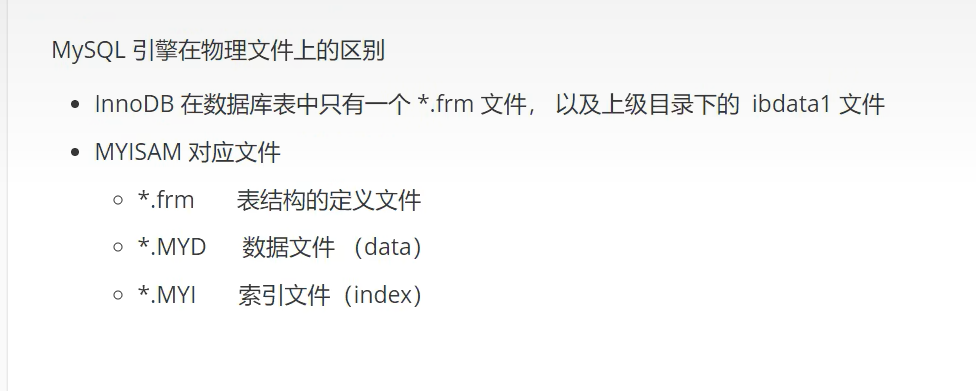 MySQL 引擎在物理文件上的区别
InnoDB 在数据库表中只有一个 *.frm 文件， 以及上级目录下的 ibdata1 文件
MYISAM 对应文件
*.frm 表结构的定义文件
*.MYD 数据文件 （data）
*.MYI 索引文件（index）